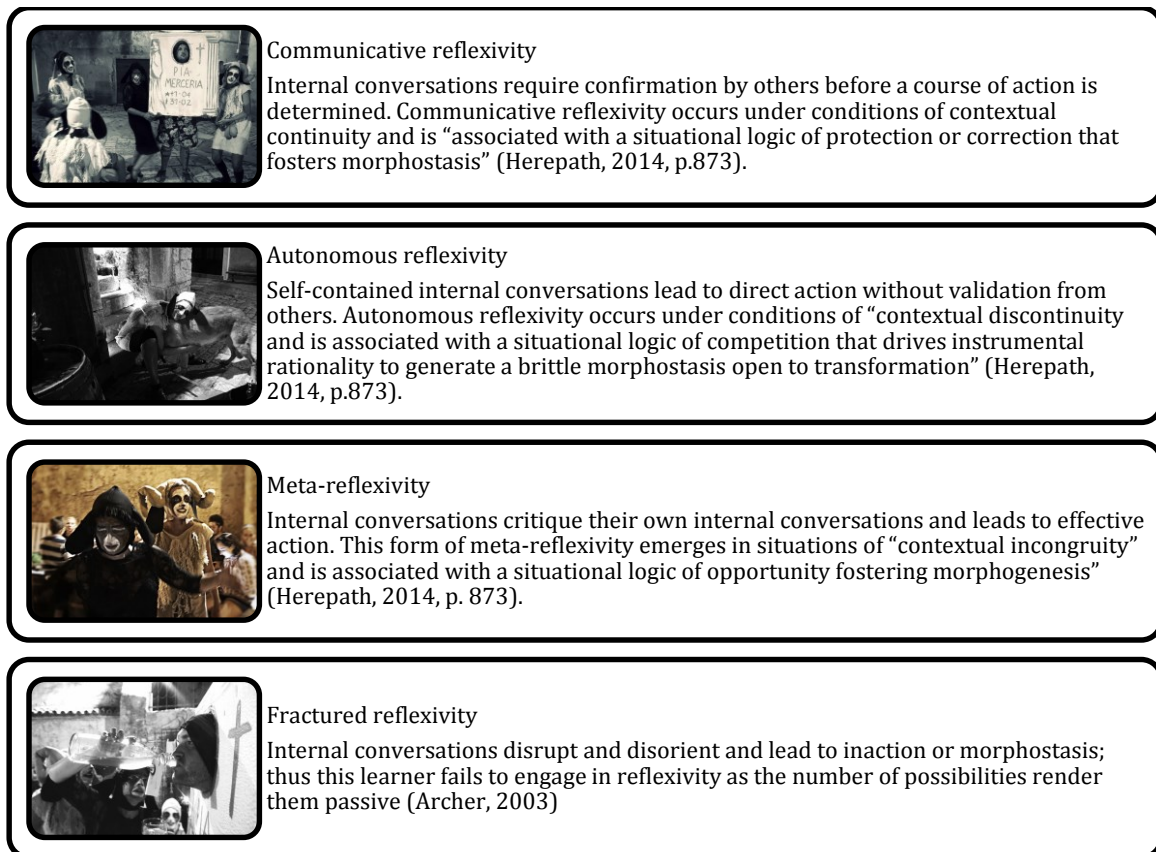 PIA-
MERCERIA
Communicative reflexivity
Internal conversations require confirmation by others before a course of action is
determined. Communicative reflexivity occurs under conditions of contextual
continuity and is “associated with a situational logic of protection or correction that
fosters morphostasis” (Herepath, 2014, p.873).
Autonomous reflexivity
Self-contained internal conversations lead to direct action without validation from
others. Autonomous reflexivity occurs under conditions of “contextual discontinuity
and is associated with a situational logic of competition that drives instrumental
rationality to generate a brittle morphostasis open to transformation” (Herepath,
2014, p.873).
Meta-reflexivity
Internal conversations critique their own internal conversations and leads to effective
action. This form of meta-reflexivity emerges in situations of “contextual incongruity”
and is associated with a situational logic of opportunity fostering morphogenesis”
(Herepath, 2014, p. 873).
Fractured reflexivity
Internal conversations disrupt and disorient and lead to inaction or morphostasis;
thus this learner fails to engage in reflexivity as the number of possibilities render
them passive (Archer, 2003)